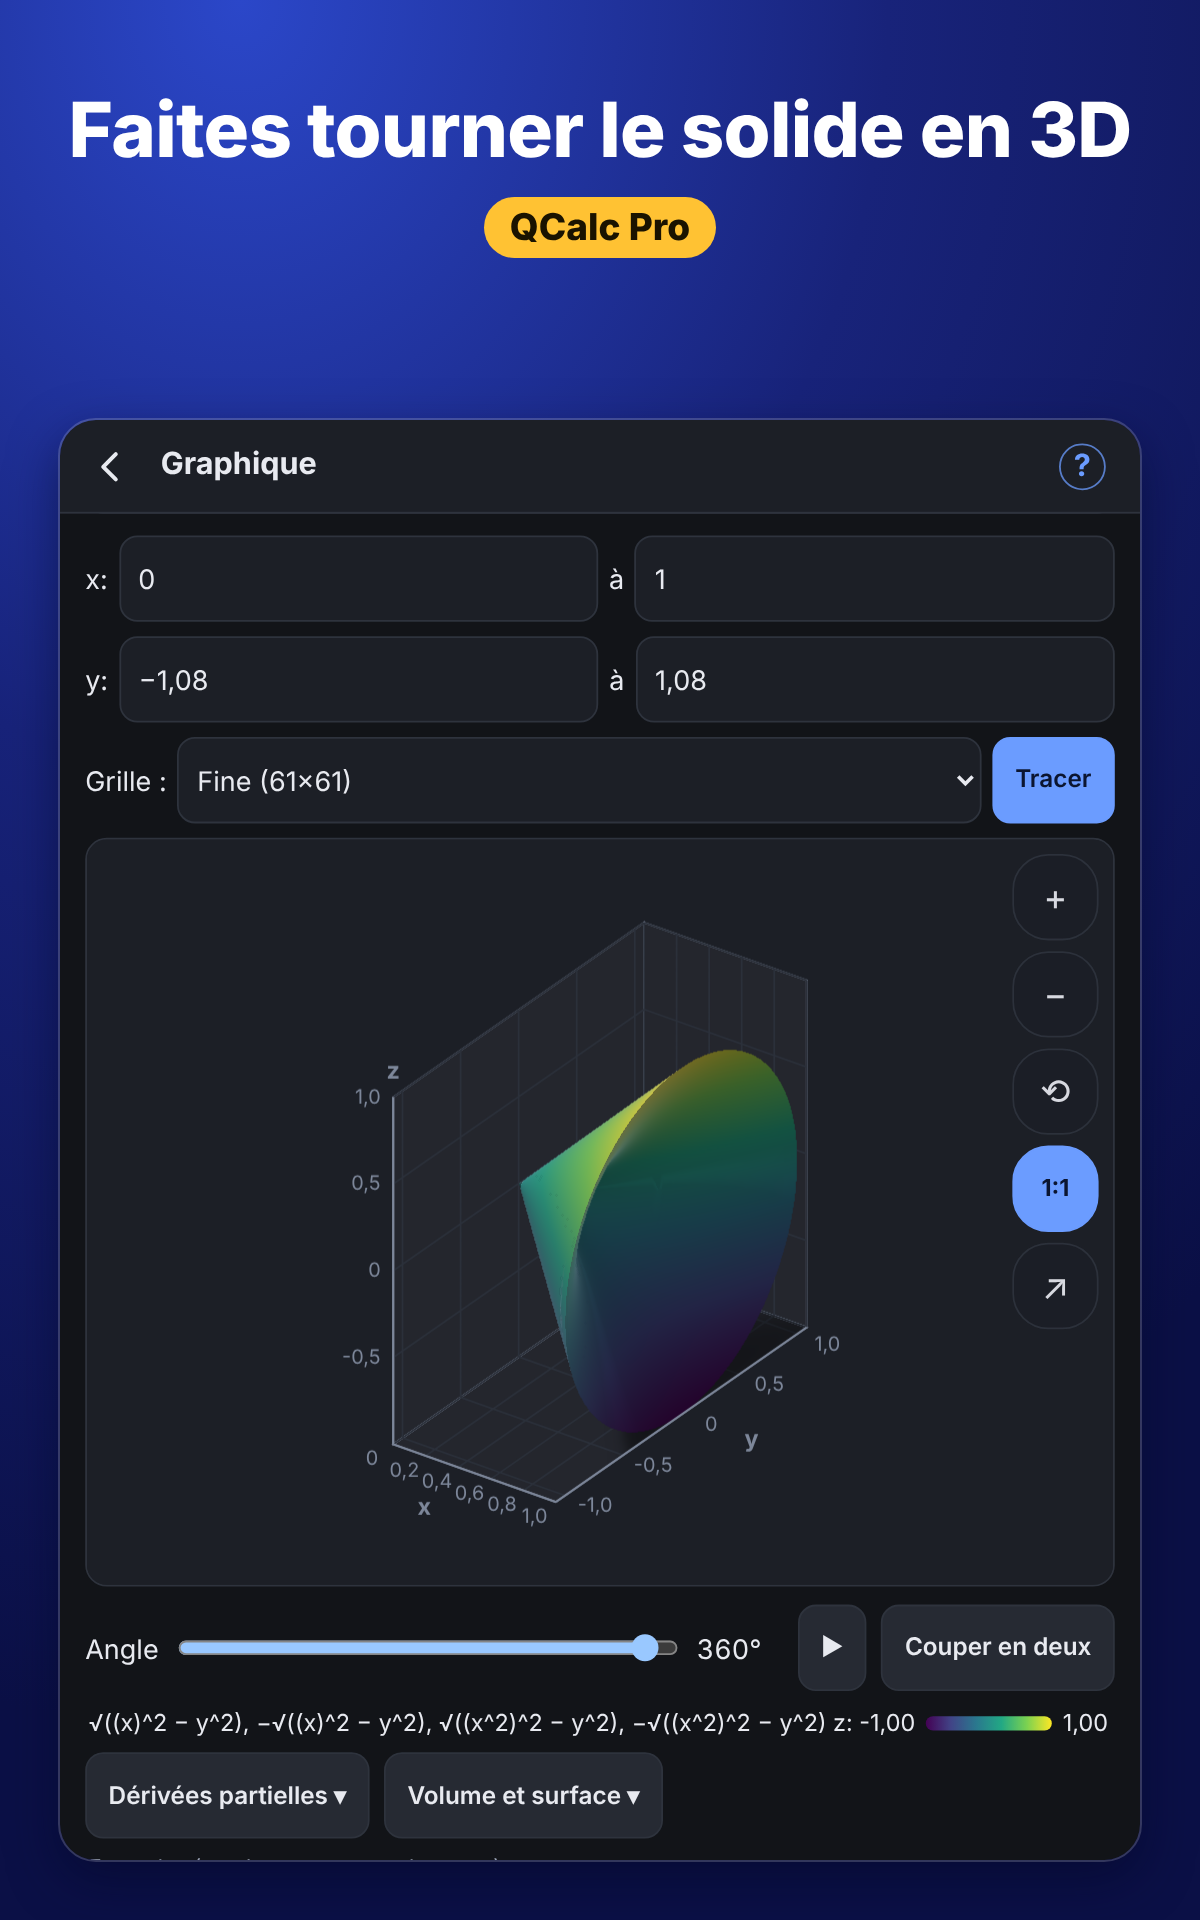 Faites tourner le solide en 3D
QCalc Pro
Graphique
?
x: 0 à 1
y: −1,08 à 1,08
Grille : Fine (61×61) Tracer
+
−
1:1
z
1,0
0,5
0
-0,5
0 0,2 0,4 0,6 0,8 1,0
x
-1,0 -0,5 0 0,5 1,0
y
Angle 360° Couper en deux
√((x)^2 − y^2), −√((x)^2 − y^2), √((x^2)^2 − y^2), −√((x^2)^2 − y^2) z: -1,00 1,00
Dérivées partielles ▾ Volume et surface ▾